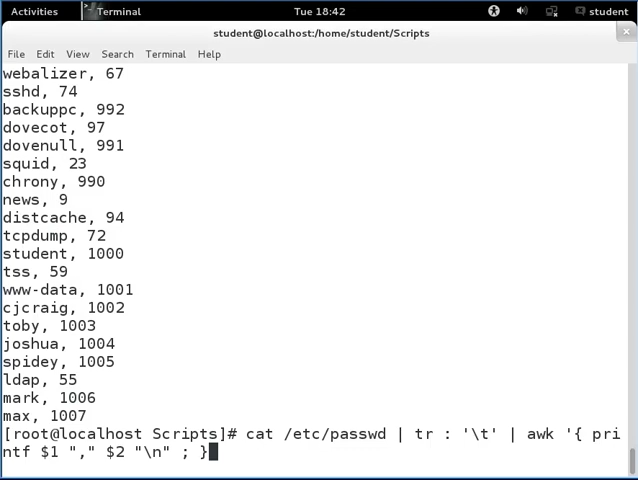 Activities Terminal Tue 18:42 student
student@localhost:/home/student/Scripts
File Edit View Search Terminal Help
webalizer, 67
sshd, 74
backuppc, 992
dovecot, 97
dovenull, 991
squid, 23
chrony, 990
news, 9
distcache, 94
tcpdump, 72
student, 1000
tss, 59
www-data, 1001
cjcraig, 1002
toby, 1003
joshua, 1004
spidey, 1005
ldap, 55
mark, 1006
max, 1007
[root@localhost Scripts]# cat /etc/passwd | tr : '\t' | awk '{ pri
ntf $1 "," $2 "\n" ; }